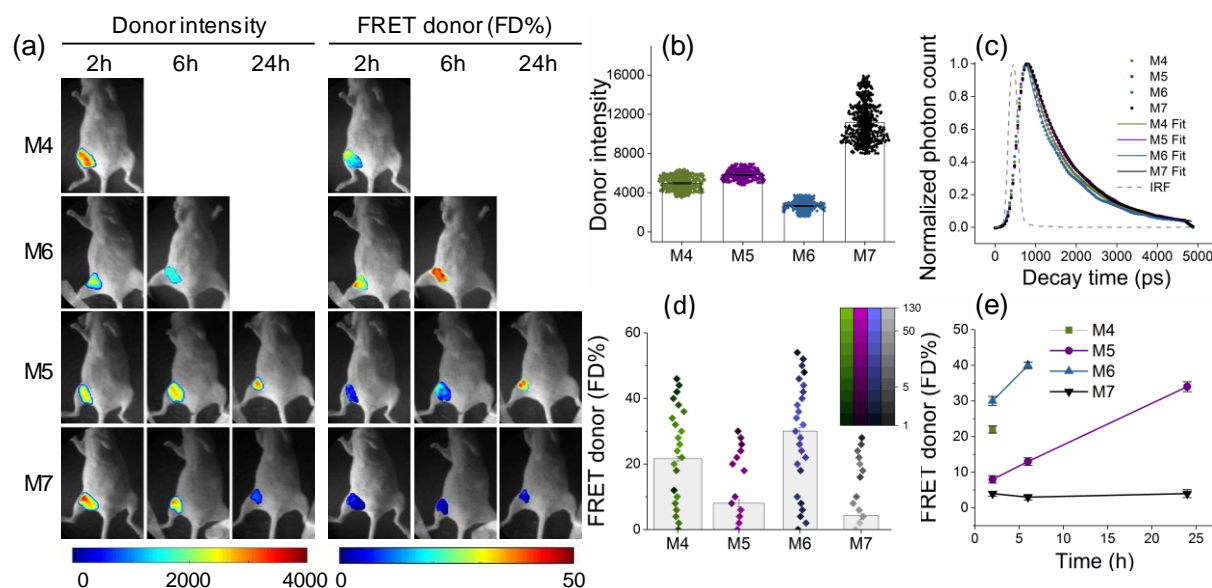 (a)
Donor intensity FRET donor (FD%)
2h 6h 24h 2h 6h 24h
M4
M6
M5
M7
0 2000 4000 0 50
(b)
Donor intensity
16000
12000
8000
4000
0
M4 M5 M6 M7
(c)
Normalized photon count
1.0
0.8
0.6
0.4
0.2
0.0
M4
M5
M6
M7
M4 Fit
M5 Fit
M6 Fit
M7 Fit
IRF
0 1000 2000 3000 4000 5000
Decay time (ps)
(d)
FRET donor (FD%)
60
40
20
0
130
50
5
1
M4 M5 M6 M7
(e)
FRET donor (FD%)
50
40
30
20
10
0
M4
M5
M6
M7
0 5 10 15 20 25
Time (h)